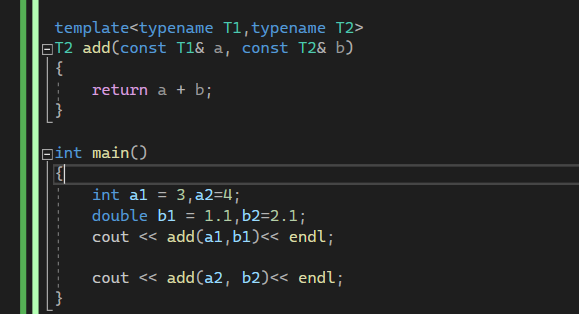 template<typename T1,typename T2>
T2 add(const T1& a, const T2& b)
{
return a + b;
}
int main()
{
int a1 = 3,a2=4;
double b1 = 1.1,b2=2.1;
cout << add(a1,b1)<< endl;
cout << add(a2, b2)<< endl;
}